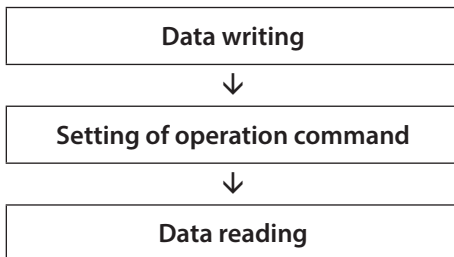 Data writing
↓
Setting of operation command
↓
Data reading